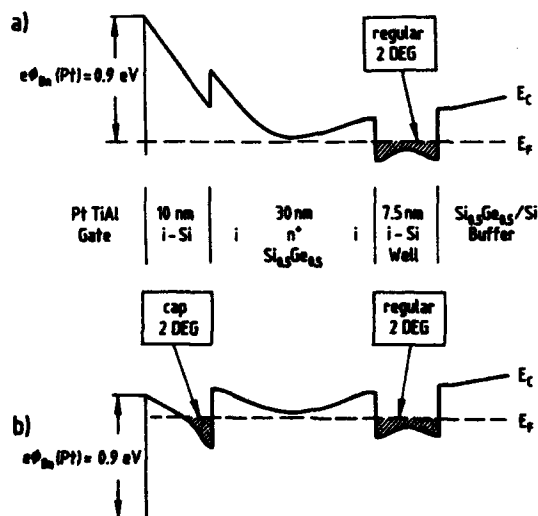 a)
regular
2 DEG
eΦBn (Pt) = 0.9 eV
EC
EF
Pt TiAl
Gate
10 nm
i-Si
i
30 nm
n+
Si0.5Ge0.5
i
7.5 nm
i-Si
Well
Si0.5Ge0.5/Si
Buffer
cap
2 DEG
regular
2 DEG
EC
EF
b)
eΦBn (Pt) = 0.9 eV